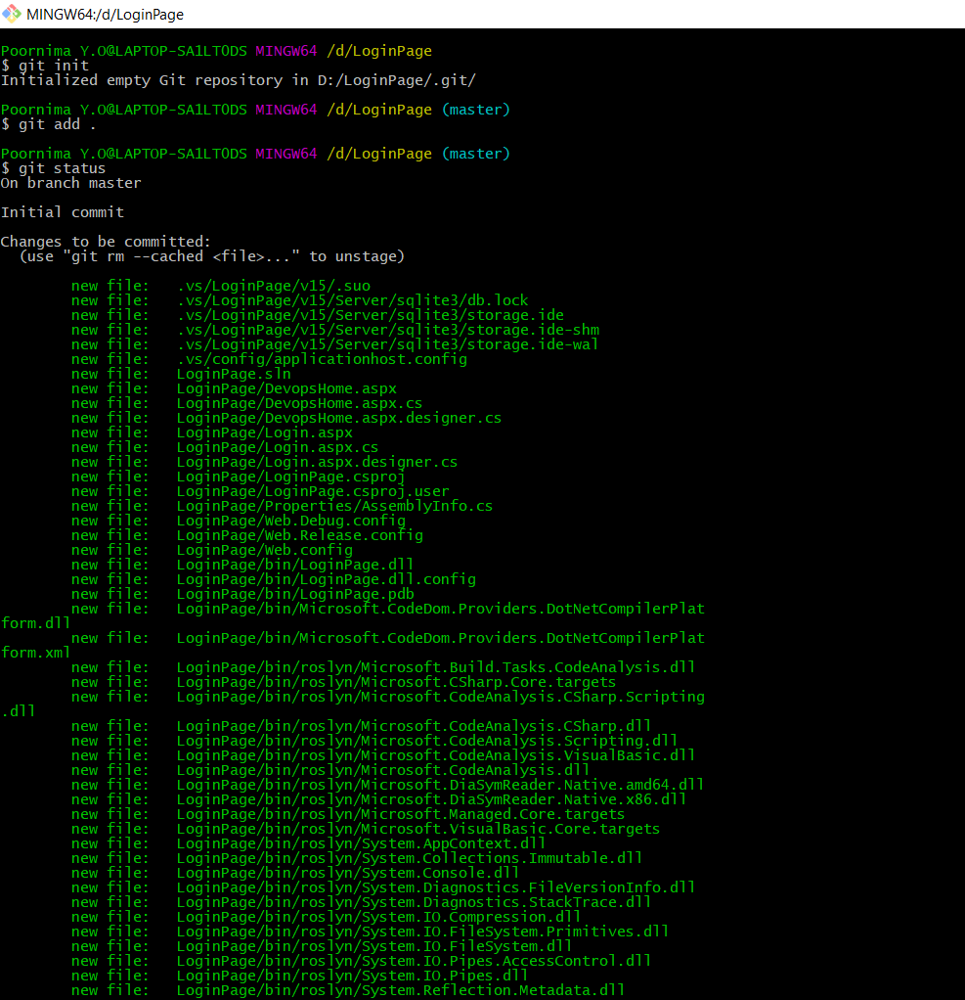 MINGW64:/d/LoginPage
Poornima Y.O@LAPTOP-SA1LT0DS MINGW64 /d/LoginPage
$ git init
Initialized empty Git repository in D:/LoginPage/.git/
Poornima Y.O@LAPTOP-SA1LT0DS MINGW64 /d/LoginPage (master)
$ git add .
Poornima Y.O@LAPTOP-SA1LT0DS MINGW64 /d/LoginPage (master)
$ git status
On branch master
Initial commit
Changes to be committed:
  (use "git rm --cached <file>..." to unstage)
        new file:   .vs/LoginPage/v15/.suo
        new file:   .vs/LoginPage/v15/Server/sqlite3/db.lock
        new file:   .vs/LoginPage/v15/Server/sqlite3/storage.ide
        new file:   .vs/LoginPage/v15/Server/sqlite3/storage.ide-shm
        new file:   .vs/LoginPage/v15/Server/sqlite3/storage.ide-wal
        new file:   .vs/config/applicationhost.config
        new file:   LoginPage.sln
        new file:   LoginPage/DevopsHome.aspx
        new file:   LoginPage/DevopsHome.aspx.cs
        new file:   LoginPage/DevopsHome.aspx.designer.cs
        new file:   LoginPage/Login.aspx
        new file:   LoginPage/Login.aspx.cs
        new file:   LoginPage/Login.aspx.designer.cs
        new file:   LoginPage/LoginPage.csproj
        new file:   LoginPage/LoginPage.csproj.user
        new file:   LoginPage/Properties/AssemblyInfo.cs
        new file:   LoginPage/Web.Debug.config
        new file:   LoginPage/Web.Release.config
        new file:   LoginPage/Web.config
        new file:   LoginPage/bin/LoginPage.dll
        new file:   LoginPage/bin/LoginPage.dll.config
        new file:   LoginPage/bin/LoginPage.pdb
        new file:   LoginPage/bin/Microsoft.CodeDom.Providers.DotNetCompilerPlat
form.dll
        new file:   LoginPage/bin/Microsoft.CodeDom.Providers.DotNetCompilerPlat
form.xml
        new file:   LoginPage/bin/roslyn/Microsoft.Build.Tasks.CodeAnalysis.dll
        new file:   LoginPage/bin/roslyn/Microsoft.CSharp.Core.targets
        new file:   LoginPage/bin/roslyn/Microsoft.CodeAnalysis.CSharp.Scripting
.dll
        new file:   LoginPage/bin/roslyn/Microsoft.CodeAnalysis.CSharp.dll
        new file:   LoginPage/bin/roslyn/Microsoft.CodeAnalysis.Scripting.dll
        new file:   LoginPage/bin/roslyn/Microsoft.CodeAnalysis.VisualBasic.dll
        new file:   LoginPage/bin/roslyn/Microsoft.CodeAnalysis.dll
        new file:   LoginPage/bin/roslyn/Microsoft.DiaSymReader.Native.amd64.dll
        new file:   LoginPage/bin/roslyn/Microsoft.DiaSymReader.Native.x86.dll
        new file:   LoginPage/bin/roslyn/Microsoft.Managed.Core.targets
        new file:   LoginPage/bin/roslyn/Microsoft.VisualBasic.Core.targets
        new file:   LoginPage/bin/roslyn/System.AppContext.dll
        new file:   LoginPage/bin/roslyn/System.Collections.Immutable.dll
        new file:   LoginPage/bin/roslyn/System.Console.dll
        new file:   LoginPage/bin/roslyn/System.Diagnostics.FileVersionInfo.dll
        new file:   LoginPage/bin/roslyn/System.Diagnostics.StackTrace.dll
        new file:   LoginPage/bin/roslyn/System.IO.Compression.dll
        new file:   LoginPage/bin/roslyn/System.IO.FileSystem.Primitives.dll
        new file:   LoginPage/bin/roslyn/System.IO.FileSystem.dll
        new file:   LoginPage/bin/roslyn/System.IO.Pipes.AccessControl.dll
        new file:   LoginPage/bin/roslyn/System.IO.Pipes.dll
        new file:   LoginPage/bin/roslyn/System.Reflection.Metadata.dll